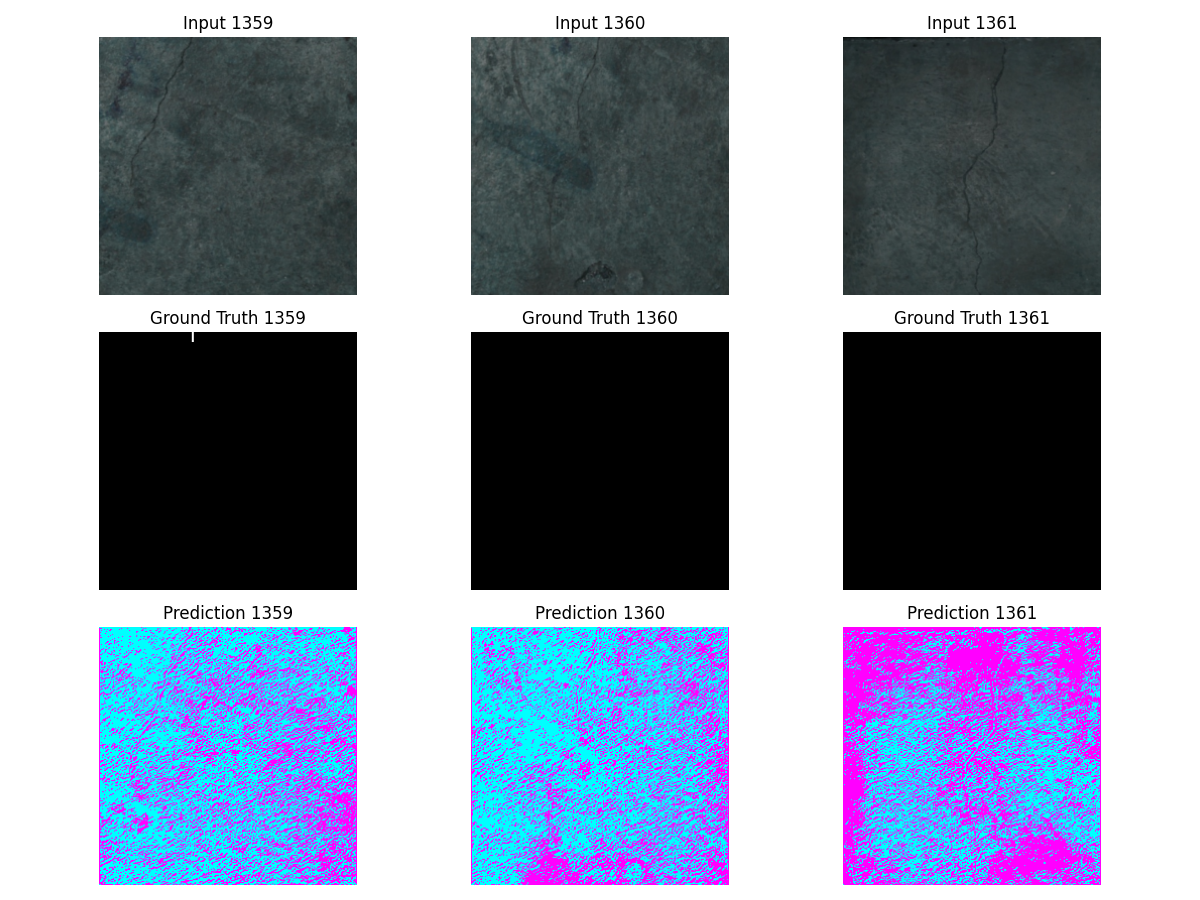 Input 1359
Input 1360
Input 1361
Ground Truth 1359
Ground Truth 1360
Ground Truth 1361
Prediction 1359
Prediction 1360
Prediction 1361